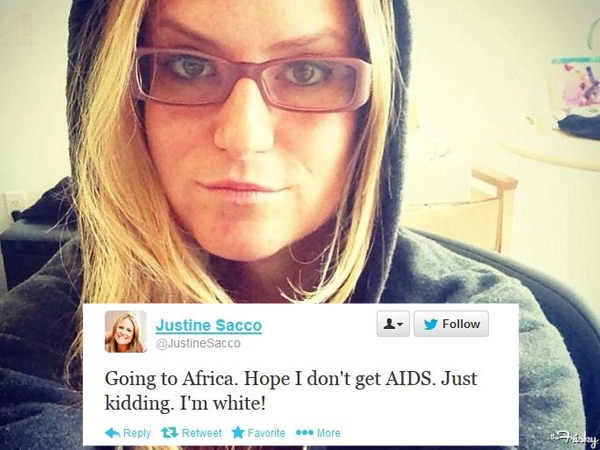 Justine Sacco
@JustineSacco
Follow
Going to Africa. Hope I don't get AIDS. Just
kidding. I'm white!
Reply Retweet Favorite More
the Frisky